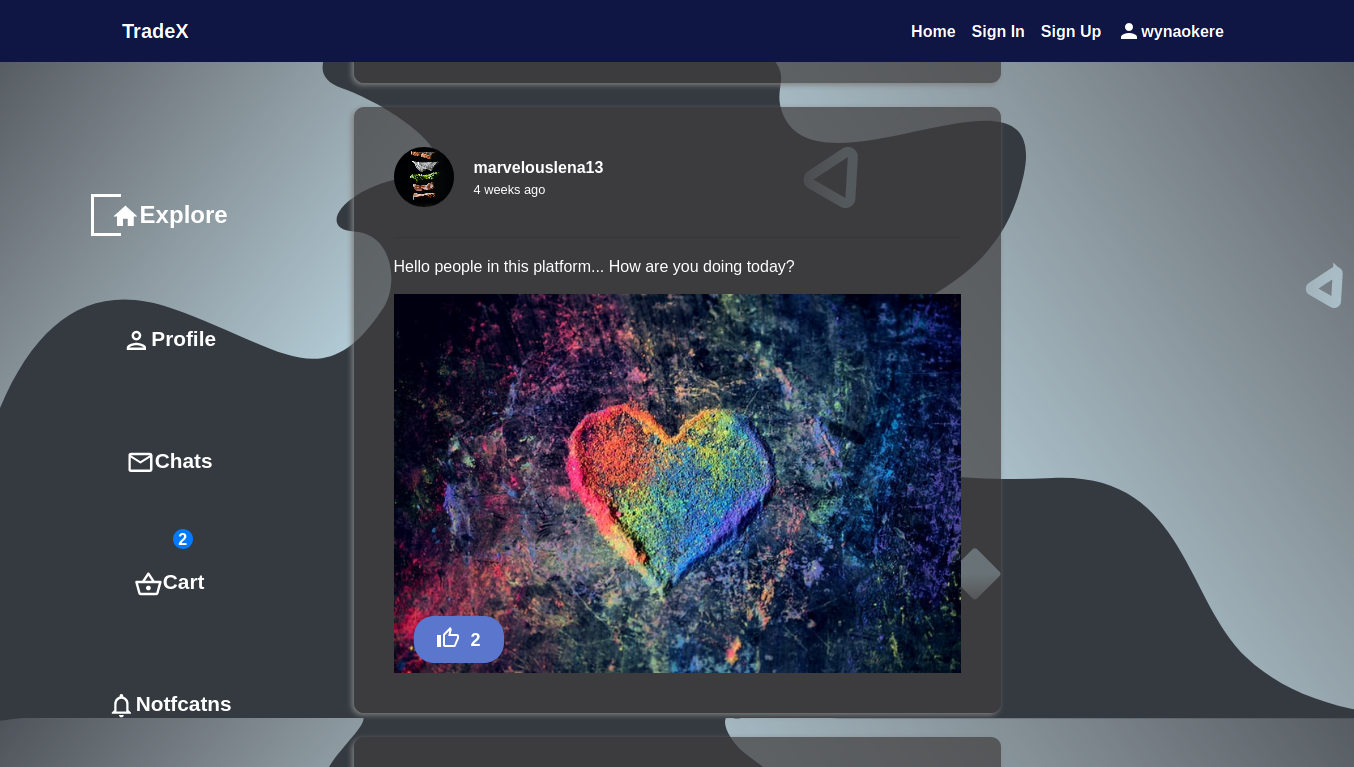 TradeX
Home Sign In Sign Up wynaokere
marvelouslena13
4 weeks ago
Explore
Hello people in this platform... How are you doing today?
Profile
Chats
2
Cart
2
Notfcatns